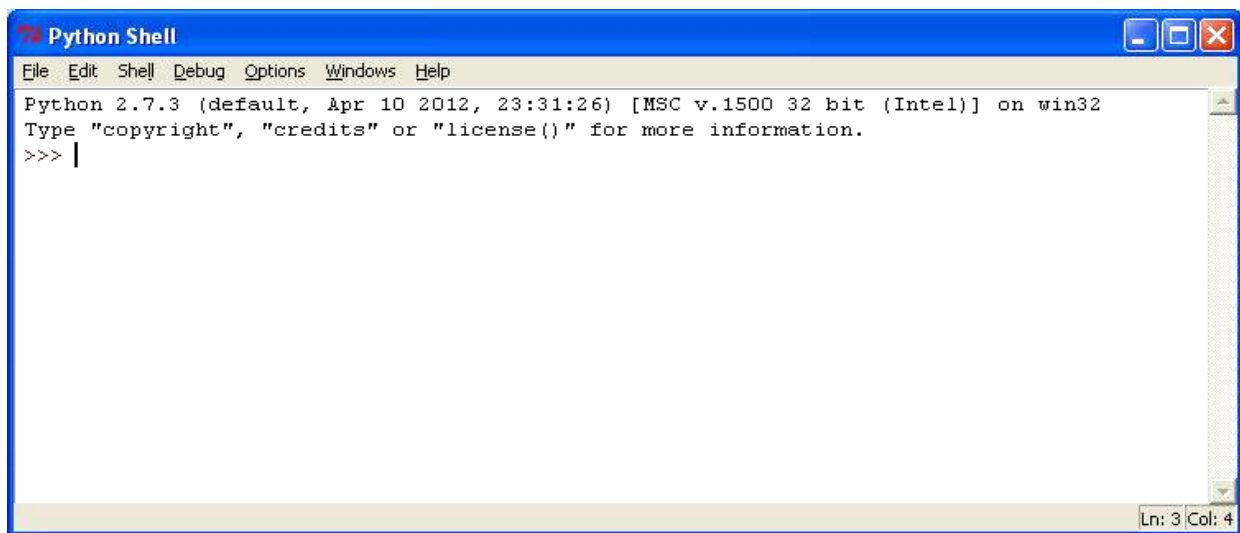 Python Shell
File Edit Shell Debug Options Windows Help
Python 2.7.3 (default, Apr 10 2012, 23:31:26) [MSC v.1500 32 bit (Intel)] on win32
Type "copyright", "credits" or "license()" for more information.
>>>
Ln: 3 Col: 4